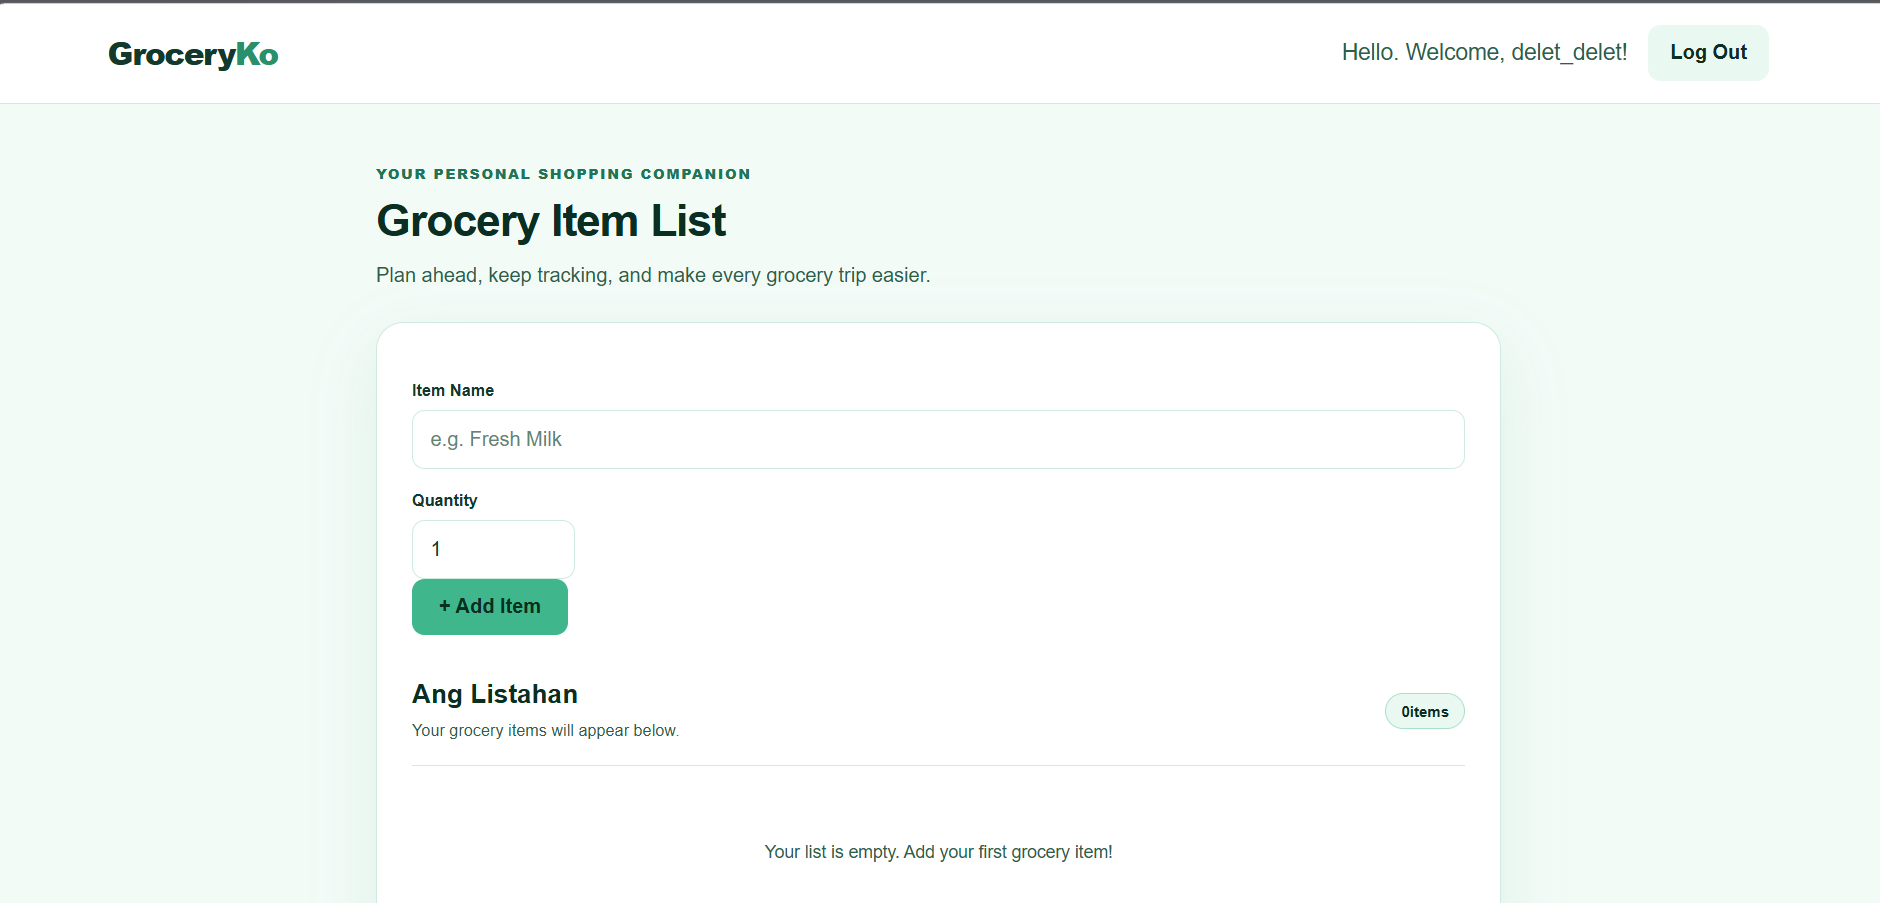 GroceryKo
Hello. Welcome, delet_delet!
Log Out
YOUR PERSONAL SHOPPING COMPANION
Grocery Item List
Plan ahead, keep tracking, and make every grocery trip easier.
Item Name
e.g. Fresh Milk
Quantity
1
+ Add Item
Ang Listahan
0items
Your grocery items will appear below.
Your list is empty. Add your first grocery item!